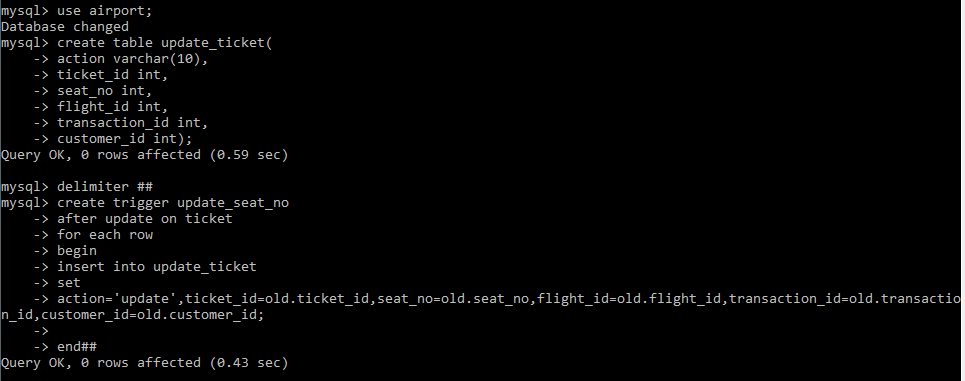 mysql> use airport;
Database changed
mysql> create table update_ticket(
    -> action varchar(10),
    -> ticket_id int,
    -> seat_no int,
    -> flight_id int,
    -> transaction_id int,
    -> customer_id int);
Query OK, 0 rows affected (0.59 sec)

mysql> delimiter ##
mysql> create trigger update_seat_no
    -> after update on ticket
    -> for each row
    -> begin
    -> insert into update_ticket
    -> set
    -> action='update',ticket_id=old.ticket_id,seat_no=old.seat_no,flight_id=old.flight_id,transaction_id=old.transactio
n_id,customer_id=old.customer_id;
    ->
    -> end##
Query OK, 0 rows affected (0.43 sec)